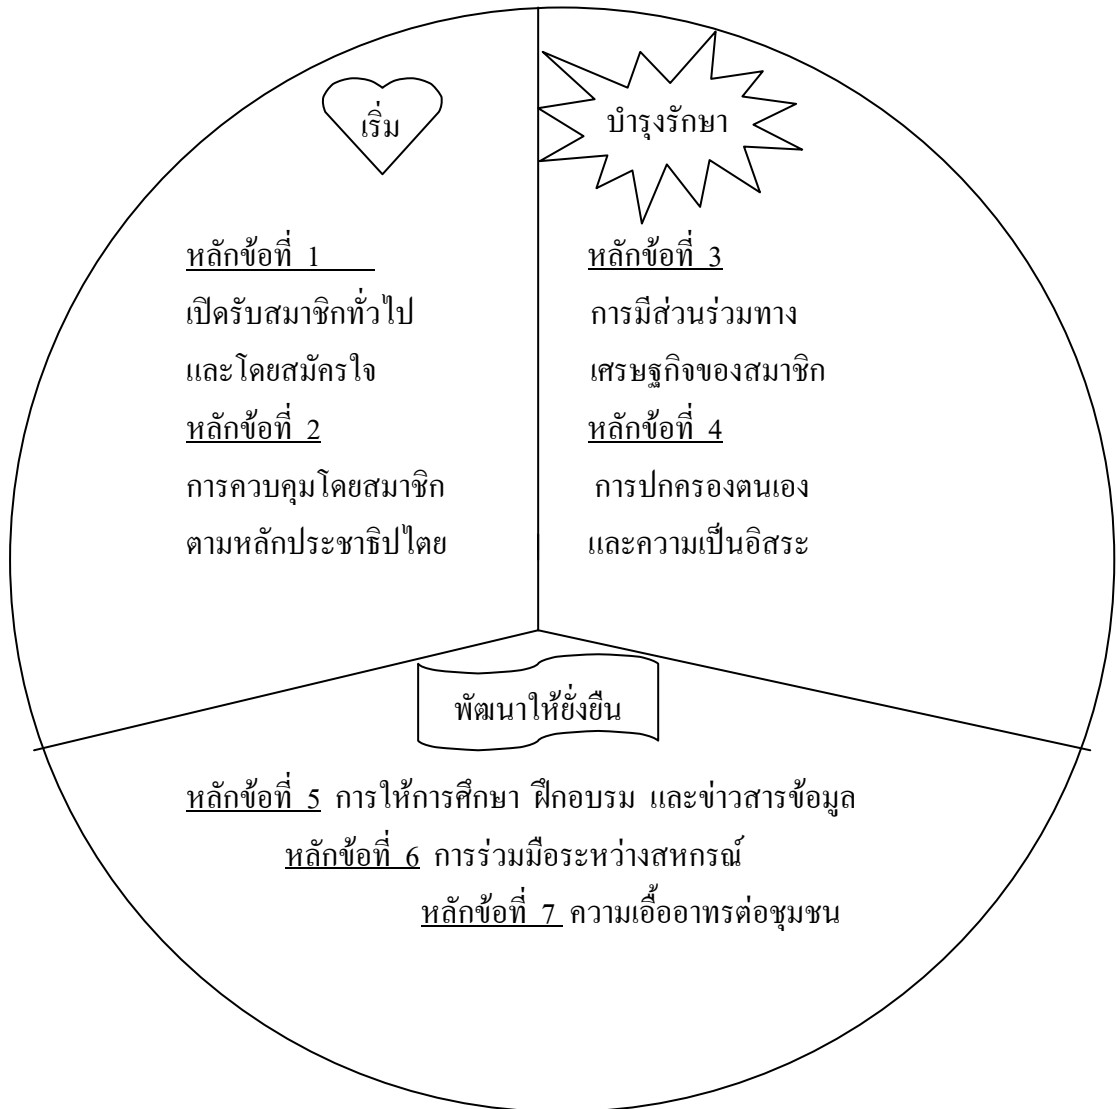 เริ่ม
หลักข้อที่ 1
เปิดรับสมาชิกทั่วไป
และโดยสมัครใจ
หลักข้อที่ 2
การควบคุมโดยสมาชิก
ตามหลักประชาธิปไตย
บำรุงรักษา
หลักข้อที่ 3
การมีส่วนร่วมทาง
เศรษฐกิจของสมาชิก
หลักข้อที่ 4
การปกครองตนเอง
และความเป็นอิสระ
พัฒนาให้ยั่งยืน
หลักข้อที่ 5 การให้การศึกษา ฝึกอบรม และข่าวสารข้อมูล
หลักข้อที่ 6 การร่วมมือระหว่างสหกรณ์
หลักข้อที่ 7 ความเอื้ออาทรต่อชุมชน